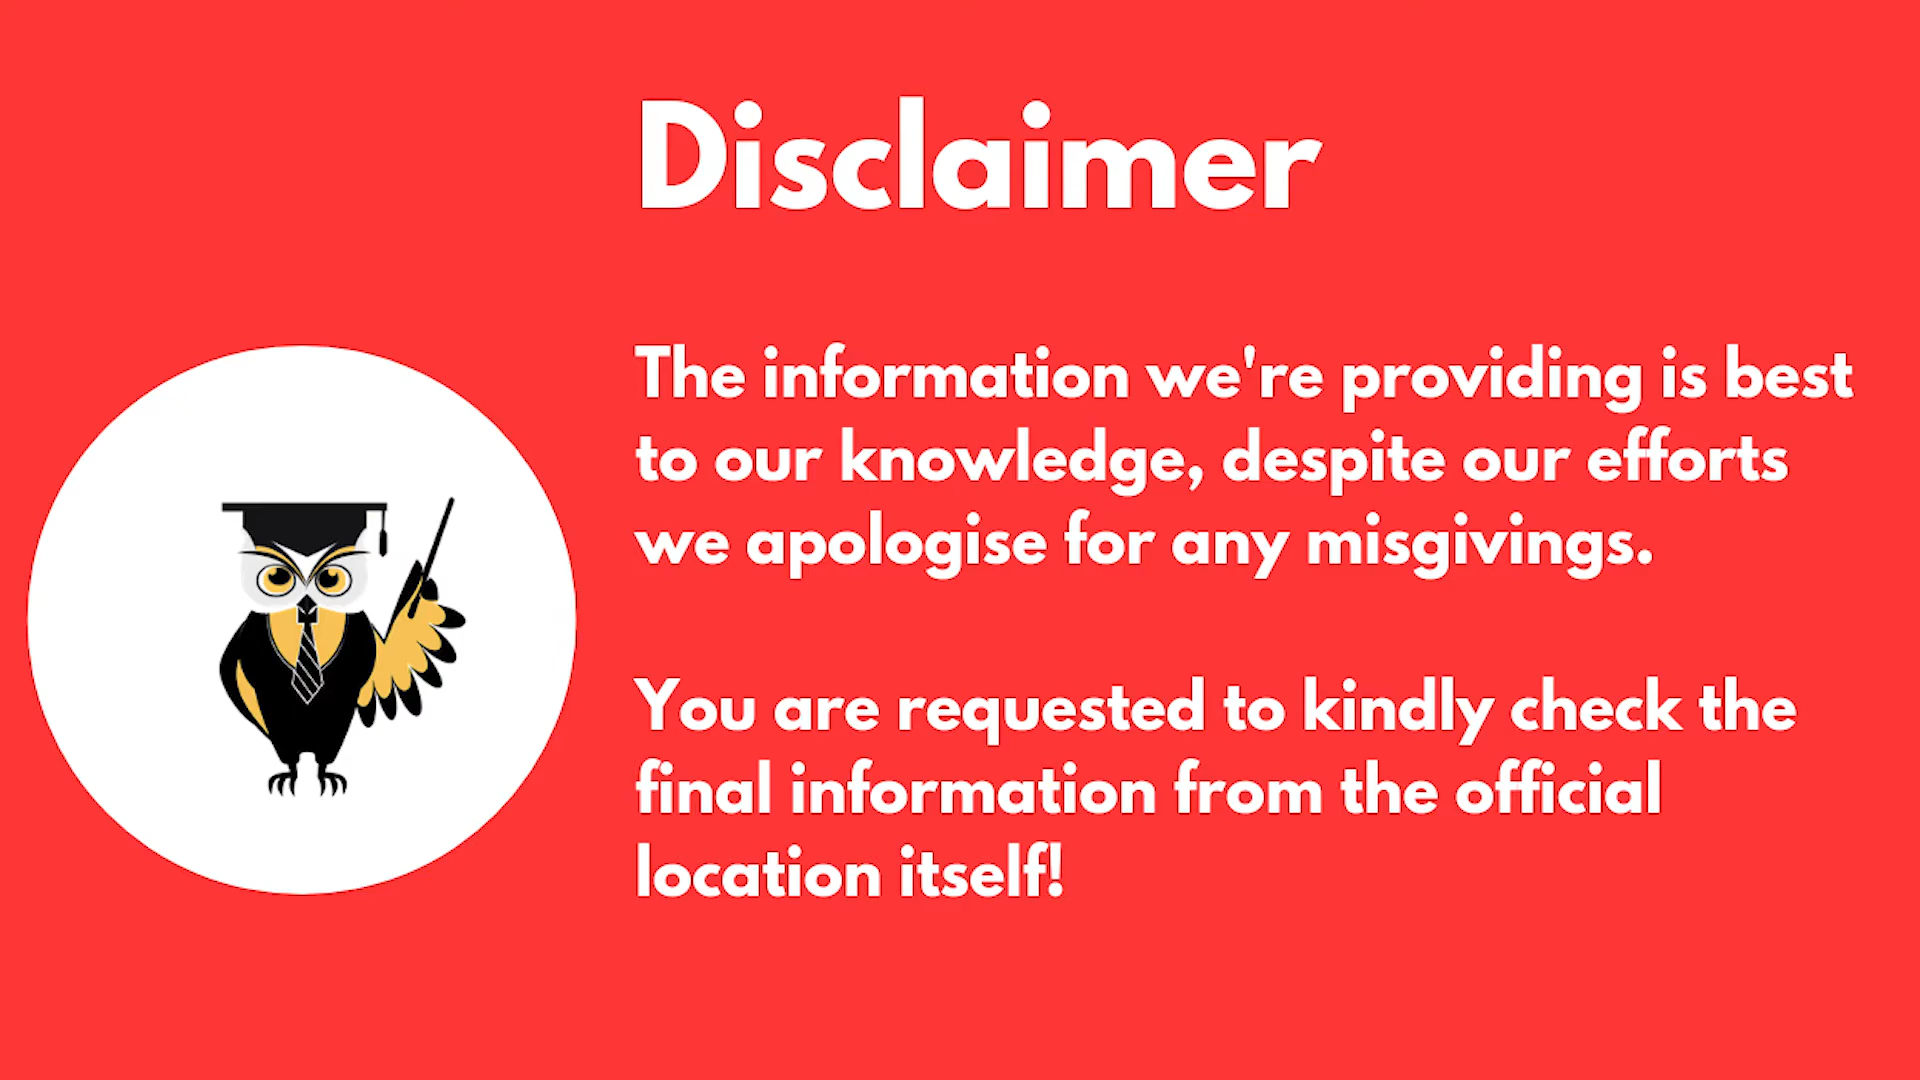 Disclaimer
The information we're providing is best
to our knowledge, despite our efforts
we apologise for any misgivings.
You are requested to kindly check the
final information from the official
location itself!